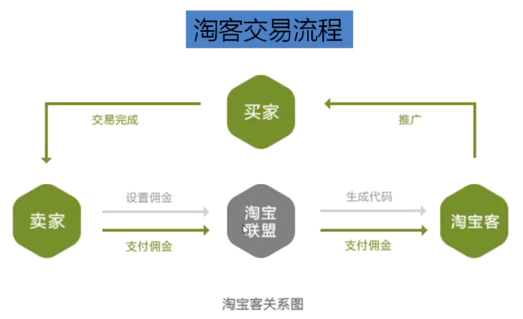 淘客交易流程
买家
交易完成
推广
卖家
设置佣金
支付佣金
淘宝
联盟
生成代码
支付佣金
淘宝客
淘宝客关系图